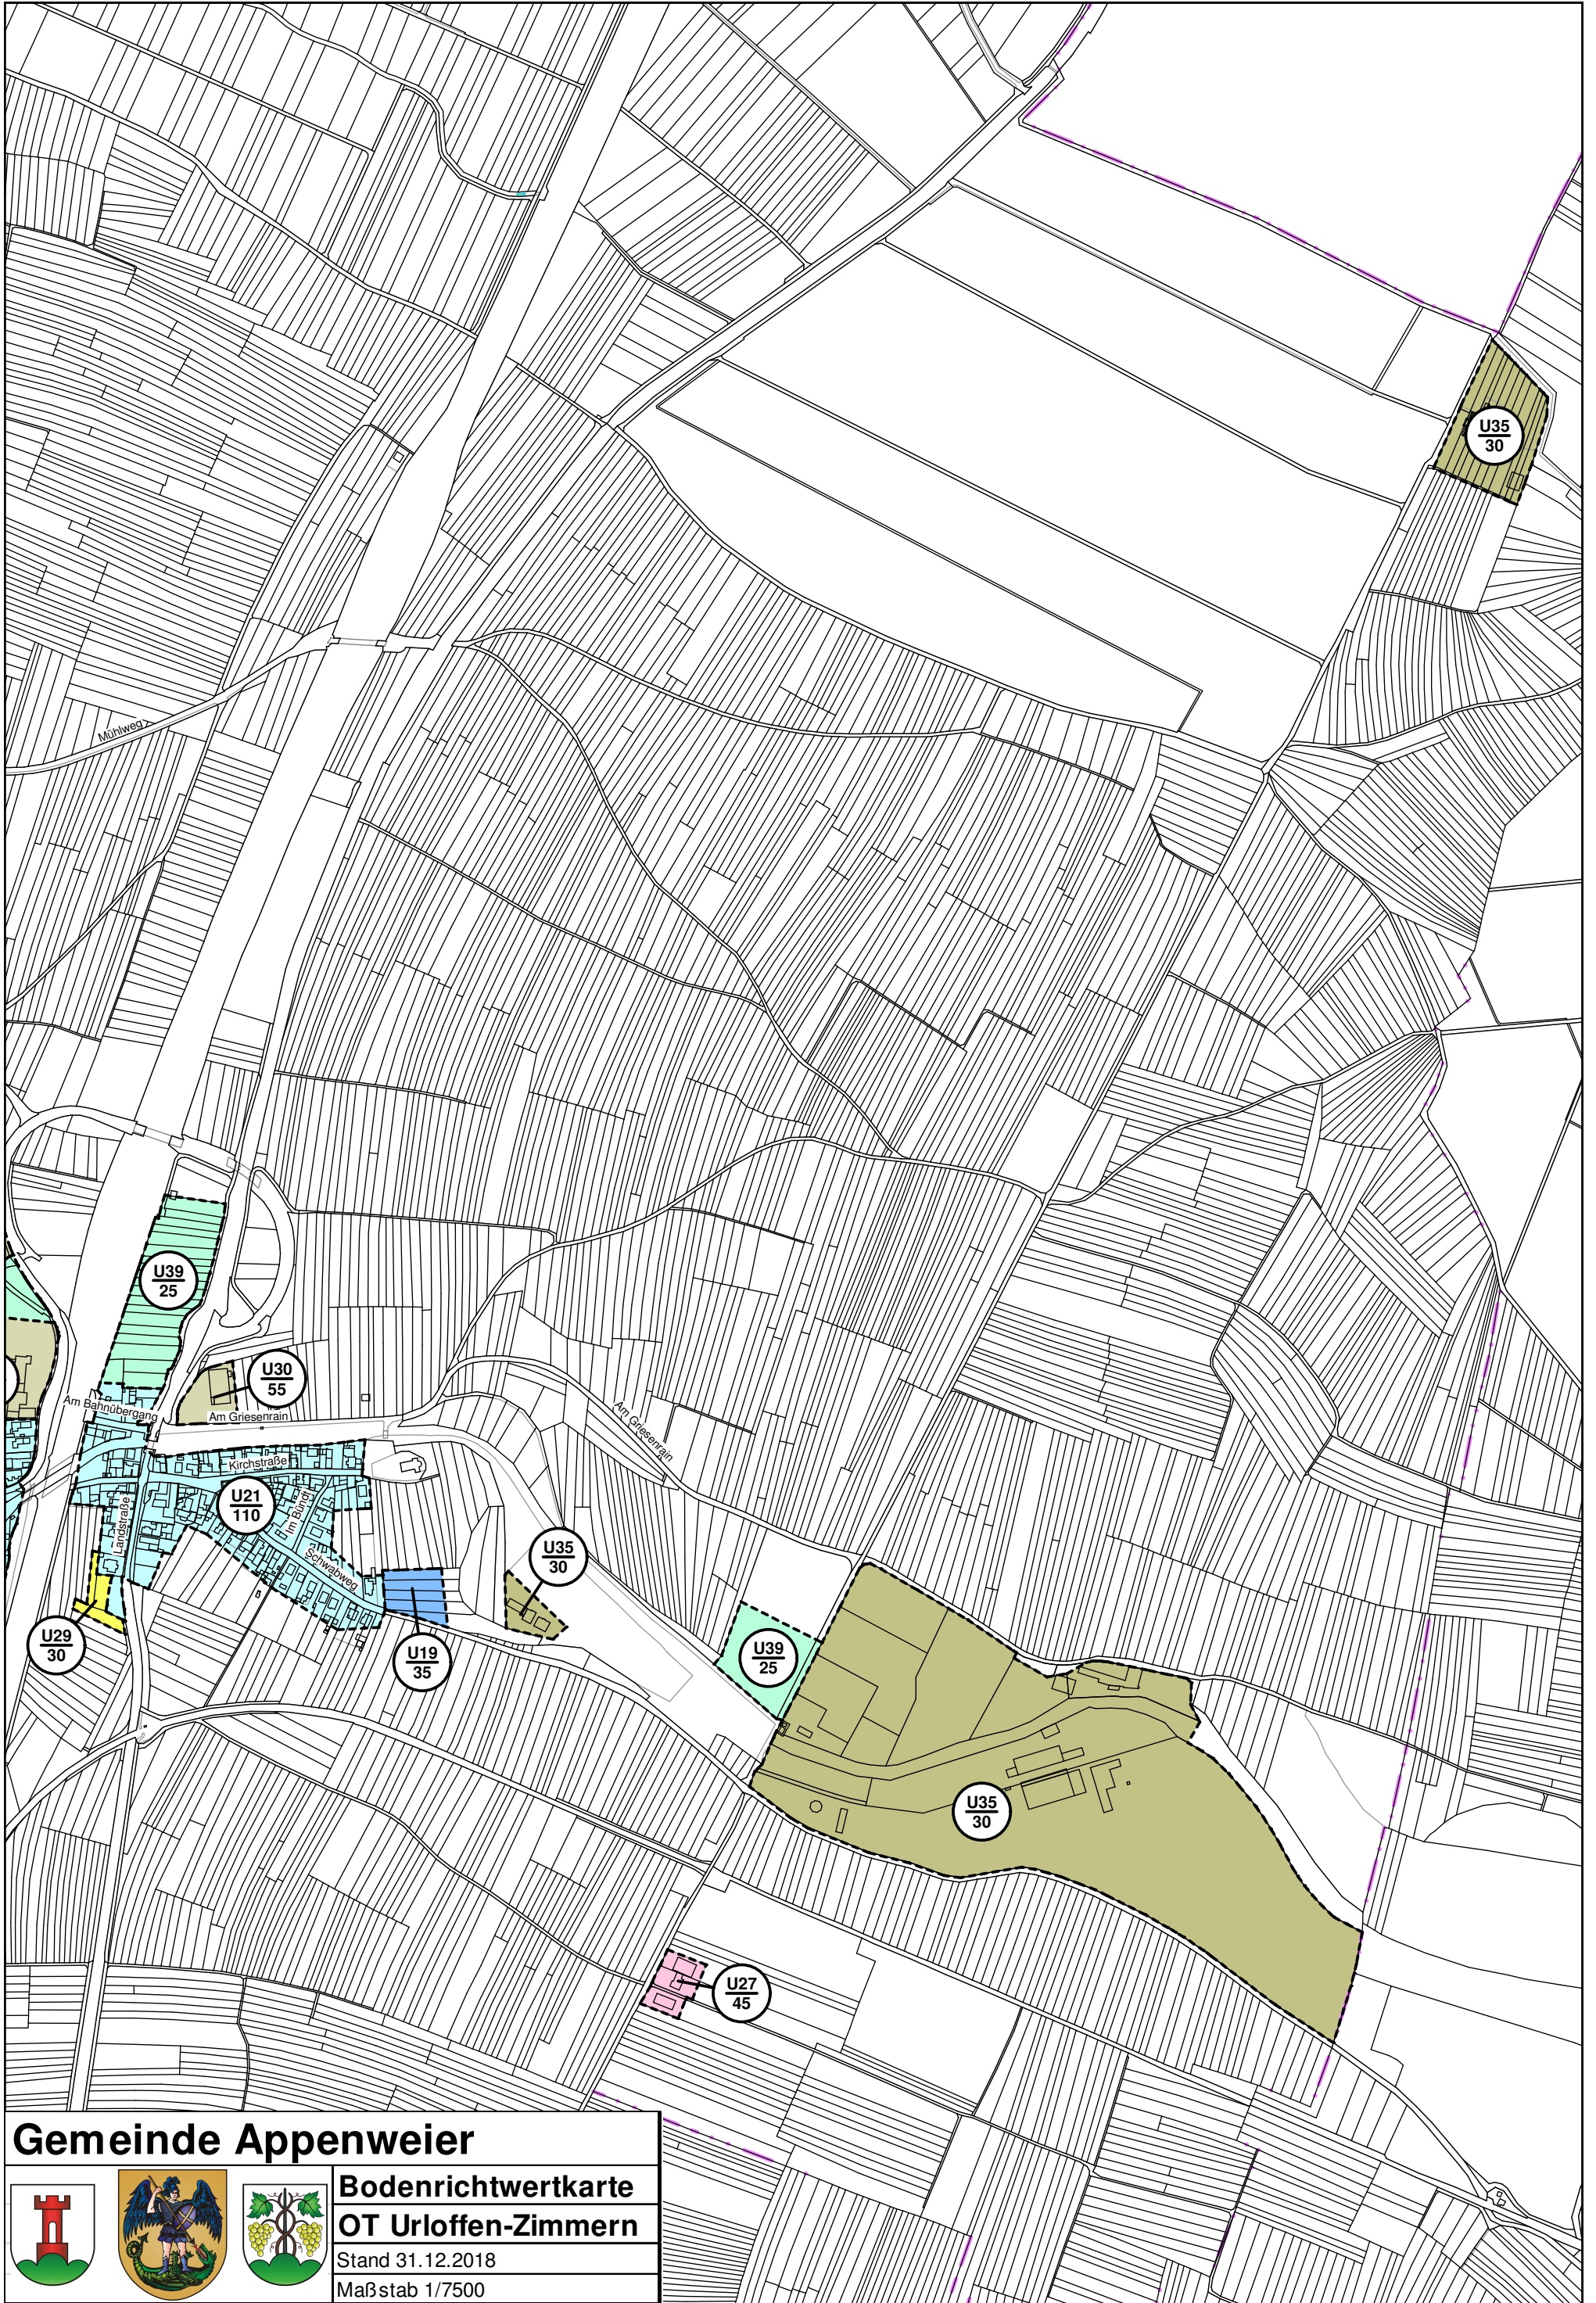 U35
30
Mühlweg
U39
25
U30
55
Am Bahnübergang
Am Griesenrain
Am Griesenrain
Kirchstraße
U21
110
Im Bündt
Landstraße
Schwabweg
U35
30
U29
30
U19
35
U39
25
U35
30
U27
45
Gemeinde Appenweier
Bodenrichtwertkarte
OT Urloffen-Zimmern
Stand 31.12.2018
Maßstab 1/7500